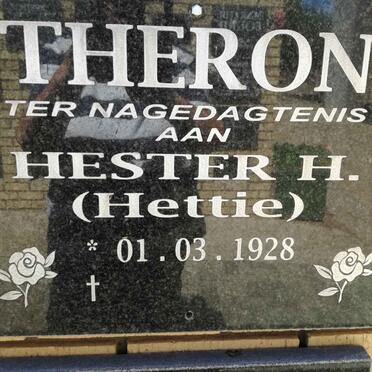 THERON
TER NAGEDAGTENIS
AAN
HESTER H.
(Hettie)
* 01.03.1928
†